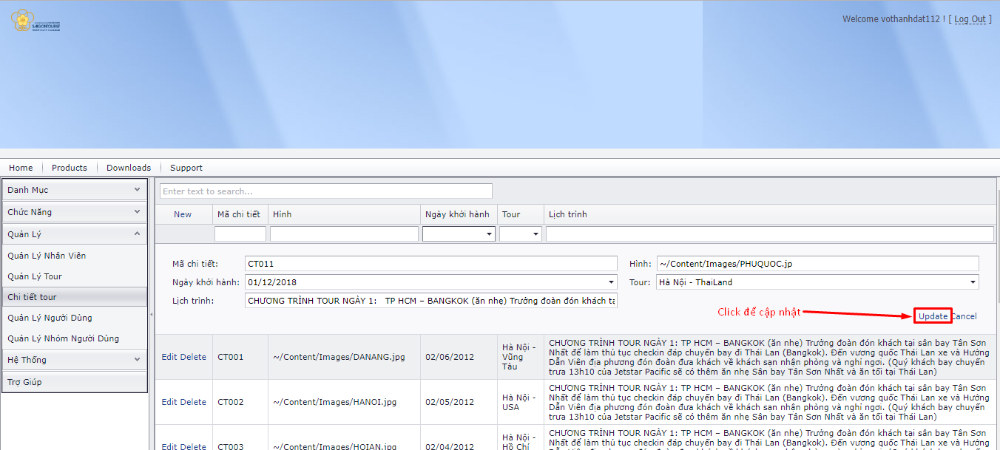 SAIGONTOURIST
Welcome vothanhdat112 ! [ Log Out ]
Home Products Downloads Support
Danh Mục
Chức Năng
Quản Lý
Quản Lý Nhân Viên
Quản Lý Tour
Chi tiết tour
Quản Lý Người Dùng
Quản Lý Nhóm Người Dùng
Hệ Thống
Trợ Giúp
Enter text to search...
New Mã chi tiết Hình Ngày khởi hành Tour Lịch trình
Mã chi tiết: CT011 Hình: ~/Content/Images/PHUQUOC.jp
Ngày khởi hành: 01/12/2018 Tour: Hà Nội - ThaiLand
Lịch trình: CHƯƠNG TRÌNH TOUR NGÀY 1: TP HCM – BANGKOK (ăn nhẹ) Trưởng đoàn đón khách tạ
Click để cập nhật Update Cancel
Edit Delete CT001 ~/Content/Images/DANANG.jpg 02/06/2012
Hà Nội -
Vũng
Tàu
CHƯƠNG TRÌNH TOUR NGÀY 1: TP HCM – BANGKOK (ăn nhẹ) Trưởng đoàn đón khách tại sân bay Tân Sơn
Nhất để làm thủ tục checkin đáp chuyến bay đi Thái Lan (Bangkok). Đến vương quốc Thái Lan xe và Hướng
Dẫn Viên địa phương đón đoàn đưa khách về khách sạn nhận phòng và nghỉ ngơi. (Quý khách bay chuyến
trưa 13h10 của Jetstar Pacific sẽ có thêm ăn nhẹ Sân bay Tân Sơn Nhất và ăn tối tại Thái Lan)
Edit Delete CT002 ~/Content/Images/HANOI.jpg 02/05/2012
Hà Nội -
USA
CHƯƠNG TRÌNH TOUR NGÀY 1: TP HCM – BANGKOK (ăn nhẹ) Trưởng đoàn đón khách tại sân bay Tân Sơn
Nhất để làm thủ tục checkin đáp chuyến bay đi Thái Lan (Bangkok). Đến vương quốc Thái Lan xe và Hướng
Dẫn Viên địa phương đón đoàn đưa khách về khách sạn nhận phòng và nghỉ ngơi. (Quý khách bay chuyến
trưa 13h10 của Jetstar Pacific sẽ có thêm ăn nhẹ Sân bay Tân Sơn Nhất và ăn tối tại Thái Lan)
Edit Delete CT003 ~/Content/Images/HOIAN.jpg 02/04/2012
Hà Nội -
Hồ Chí
CHƯƠNG TRÌNH TOUR NGÀY 1: TP HCM – BANGKOK (ăn nhẹ) Trưởng đoàn đón khách tại sân bay Tân Sơn
Nhất để làm thủ tục checkin đáp chuyến bay đi Thái Lan (Bangkok). Đến vương quốc Thái Lan xe và Hướng